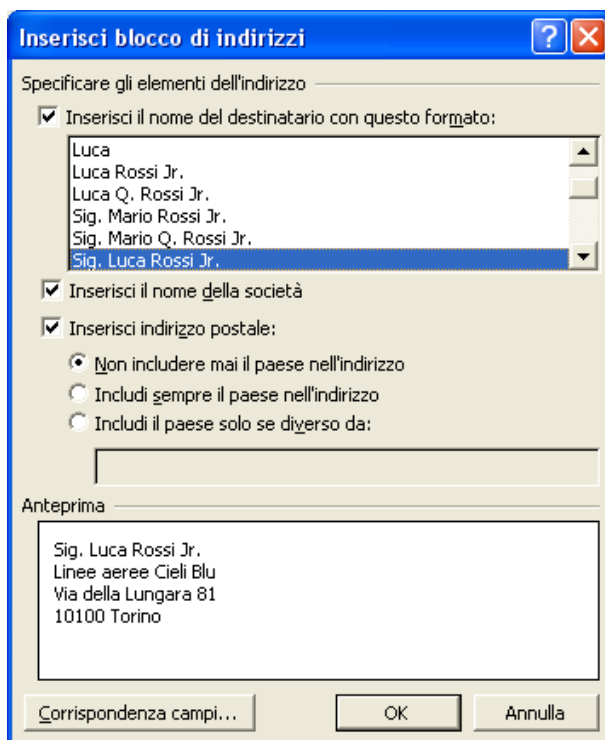 Inserisci blocco di indirizzi
Specificare gli elementi dell'indirizzo
Inserisci il nome del destinatario con questo formato:
Luca
Luca Rossi Jr.
Luca Q. Rossi Jr.
Sig. Mario Rossi Jr.
Sig. Mario Q. Rossi Jr.
Sig. Luca Rossi Jr.
Inserisci il nome della società
Inserisci indirizzo postale:
Non includere mai il paese nell'indirizzo
Includi sempre il paese nell'indirizzo
Includi il paese solo se diverso da:
Anteprima
Sig. Luca Rossi Jr.
Linee aeree Cieli Blu
Via della Lungara 81
10100 Torino
Corrispondenza campi... OK Annulla